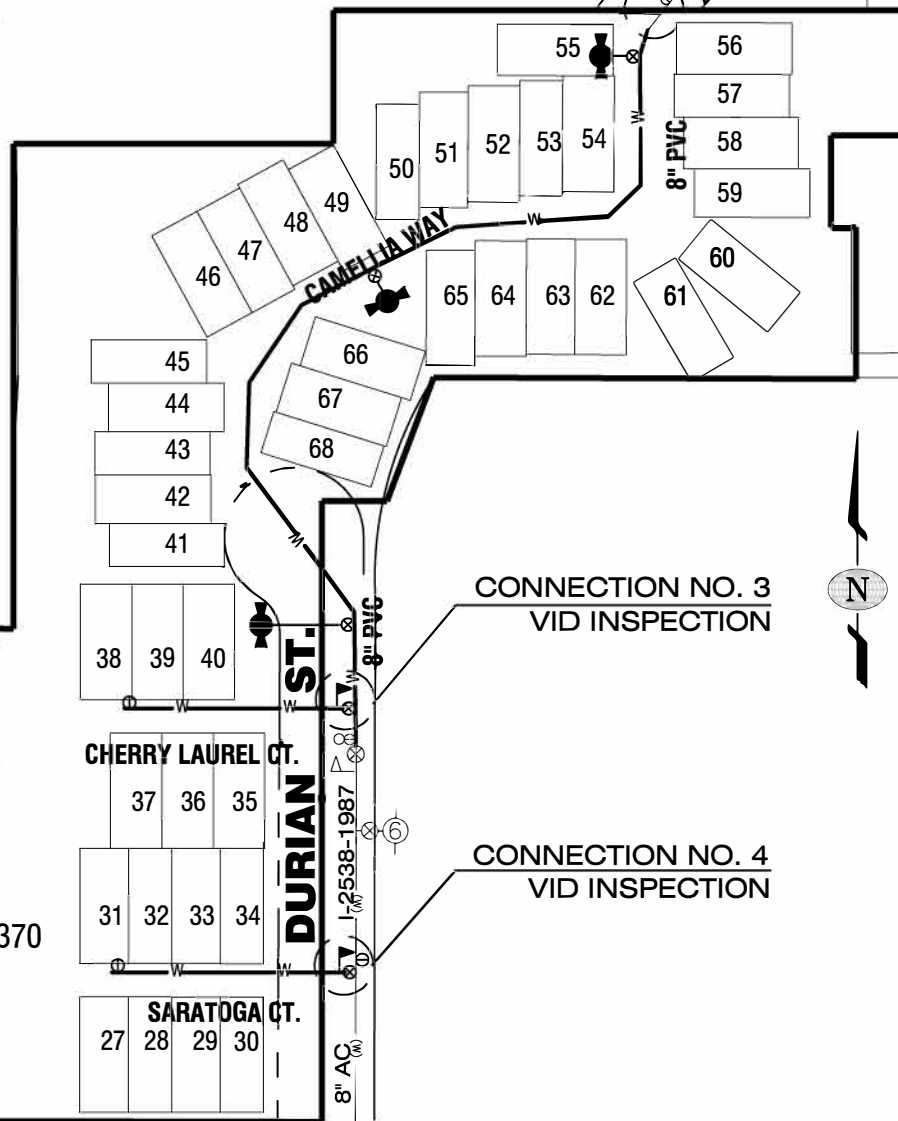 55
56
57
58
59
50
51
52
53
54
W
8" PVC
46
47
48
49
CAMELLIA WAY
W
60
61
65
64
63
62
66
67
68
45
44
43
42
41
W
N
CONNECTION NO. 3
VID INSPECTION
38
39
40
8" PVC
W
W
W
DURIAN ST.
CHERRY LAUREL CT.
37
36
35
I-2538-1987
6
(W)
CONNECTION NO. 4
VID INSPECTION
31
32
33
34
370
W
W
SARATOGA CT.
27
28
29
30
8" AC
(W)